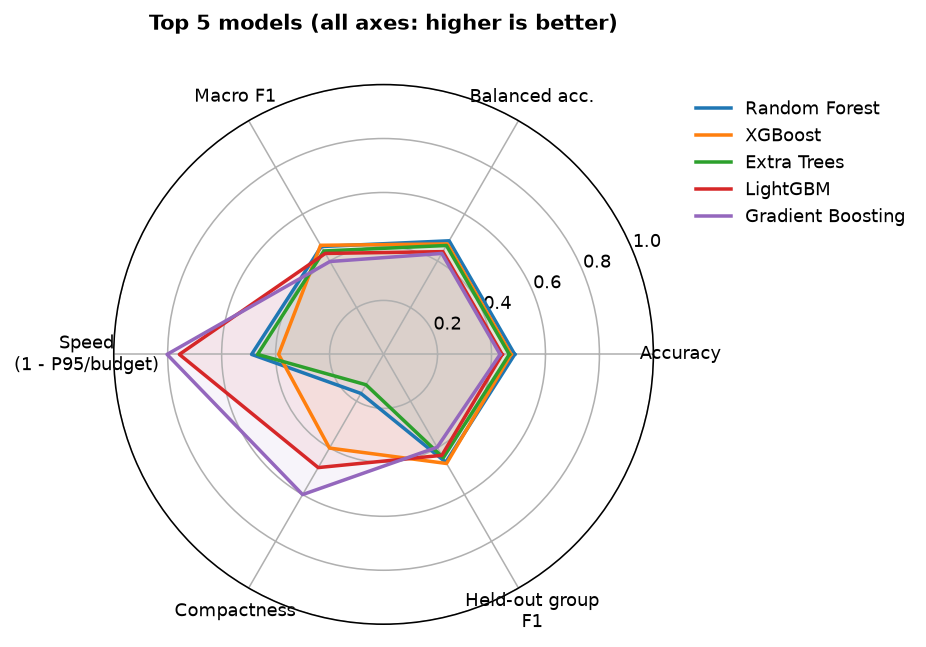 Top 5 models (all axes: higher is better)
Macro F1
Balanced acc.
Random Forest
XGBoost
Extra Trees
LightGBM
Gradient Boosting
1.0
0.8
0.6
0.4
0.2
Speed
(1 - P95/budget)
Accuracy
Compactness
Held-out group
F1